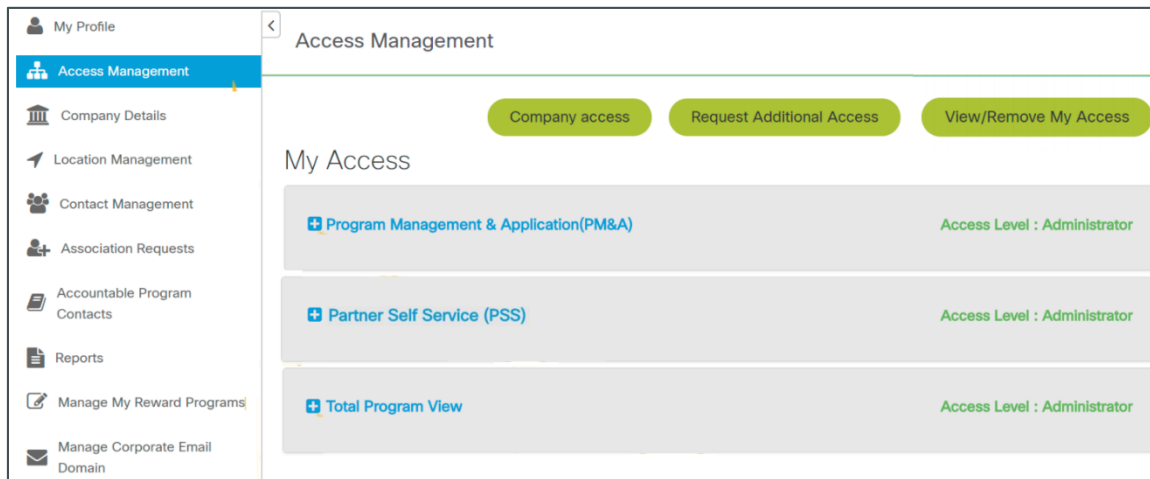 My Profile
Access Management
Company Details
Location Management
Contact Management
Association Requests
Accountable Program
Contacts
Reports
Manage My Reward Programs
Manage Corporate Email
Domain
Access Management
Company access
Request Additional Access
View/Remove My Access
My Access
Program Management & Application(PM&A)
Access Level : Administrator
Partner Self Service (PSS)
Access Level : Administrator
Total Program View
Access Level : Administrator